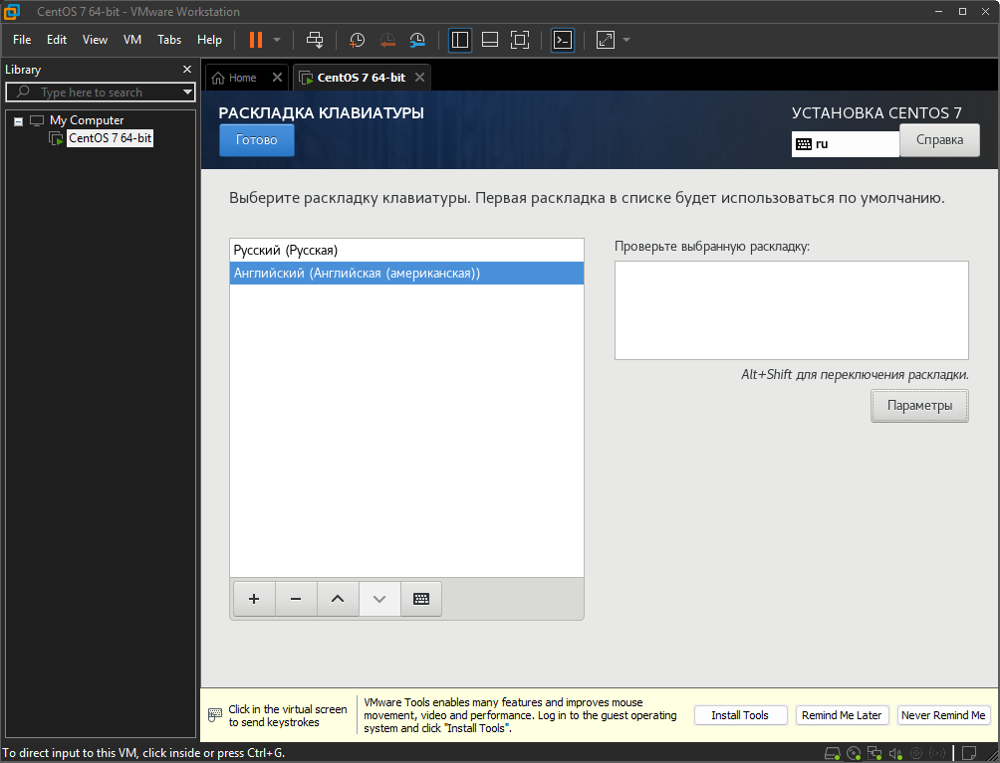 CentOS 7 64-bit - VMware Workstation
File Edit View VM Tabs Help
Library
Type here to search
My Computer
CentOS 7 64-bit
Home
CentOS 7 64-bit
РАСКЛАДКА КЛАВИАТУРЫ
Готово
УСТАНОВКА CENTOS 7
ru
Справка
Выберите раскладку клавиатуры. Первая раскладка в списке будет использоваться по умолчанию.
Русский (Русская)
Английский (Английская (американская))
Проверьте выбранную раскладку:
Alt+Shift для переключения раскладки.
Параметры
Click in the virtual screen
to send keystrokes
VMware Tools enables many features and improves mouse
movement, video and performance. Log in to the guest operating
system and click "Install Tools".
Install Tools
Remind Me Later
Never Remind Me
To direct input to this VM, click inside or press Ctrl+G.